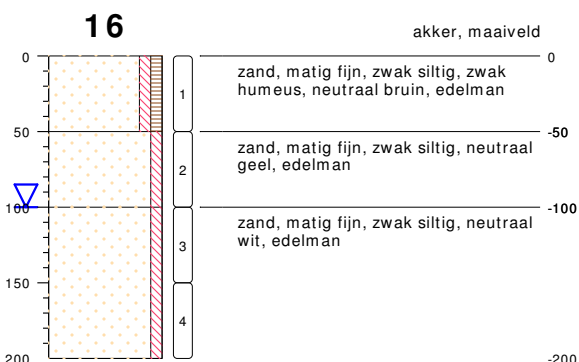 16
akker, maaiveld
0
0
zand, matig fijn, zwak siltig, zwak
humeus, neutraal bruin, edelman
1
50
-50
zand, matig fijn, zwak siltig, neutraal
geel, edelman
2
100
-100
zand, matig fijn, zwak siltig, neutraal
wit, edelman
3
150
4
200
-200